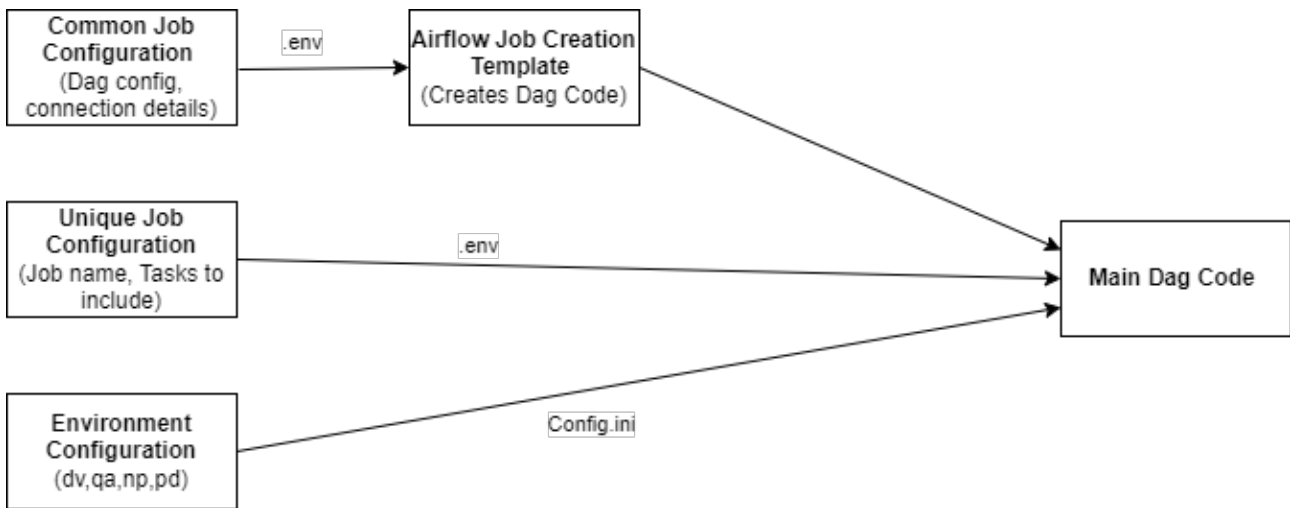 Common Job
Configuration
(Dag config,
connection details)
.env
Airflow Job Creation
Template
(Creates Dag Code)
Unique Job
Configuration
(Job name, Tasks to
include)
.env
Main Dag Code
Environment
Configuration
(dv,qa,np,pd)
Config.ini